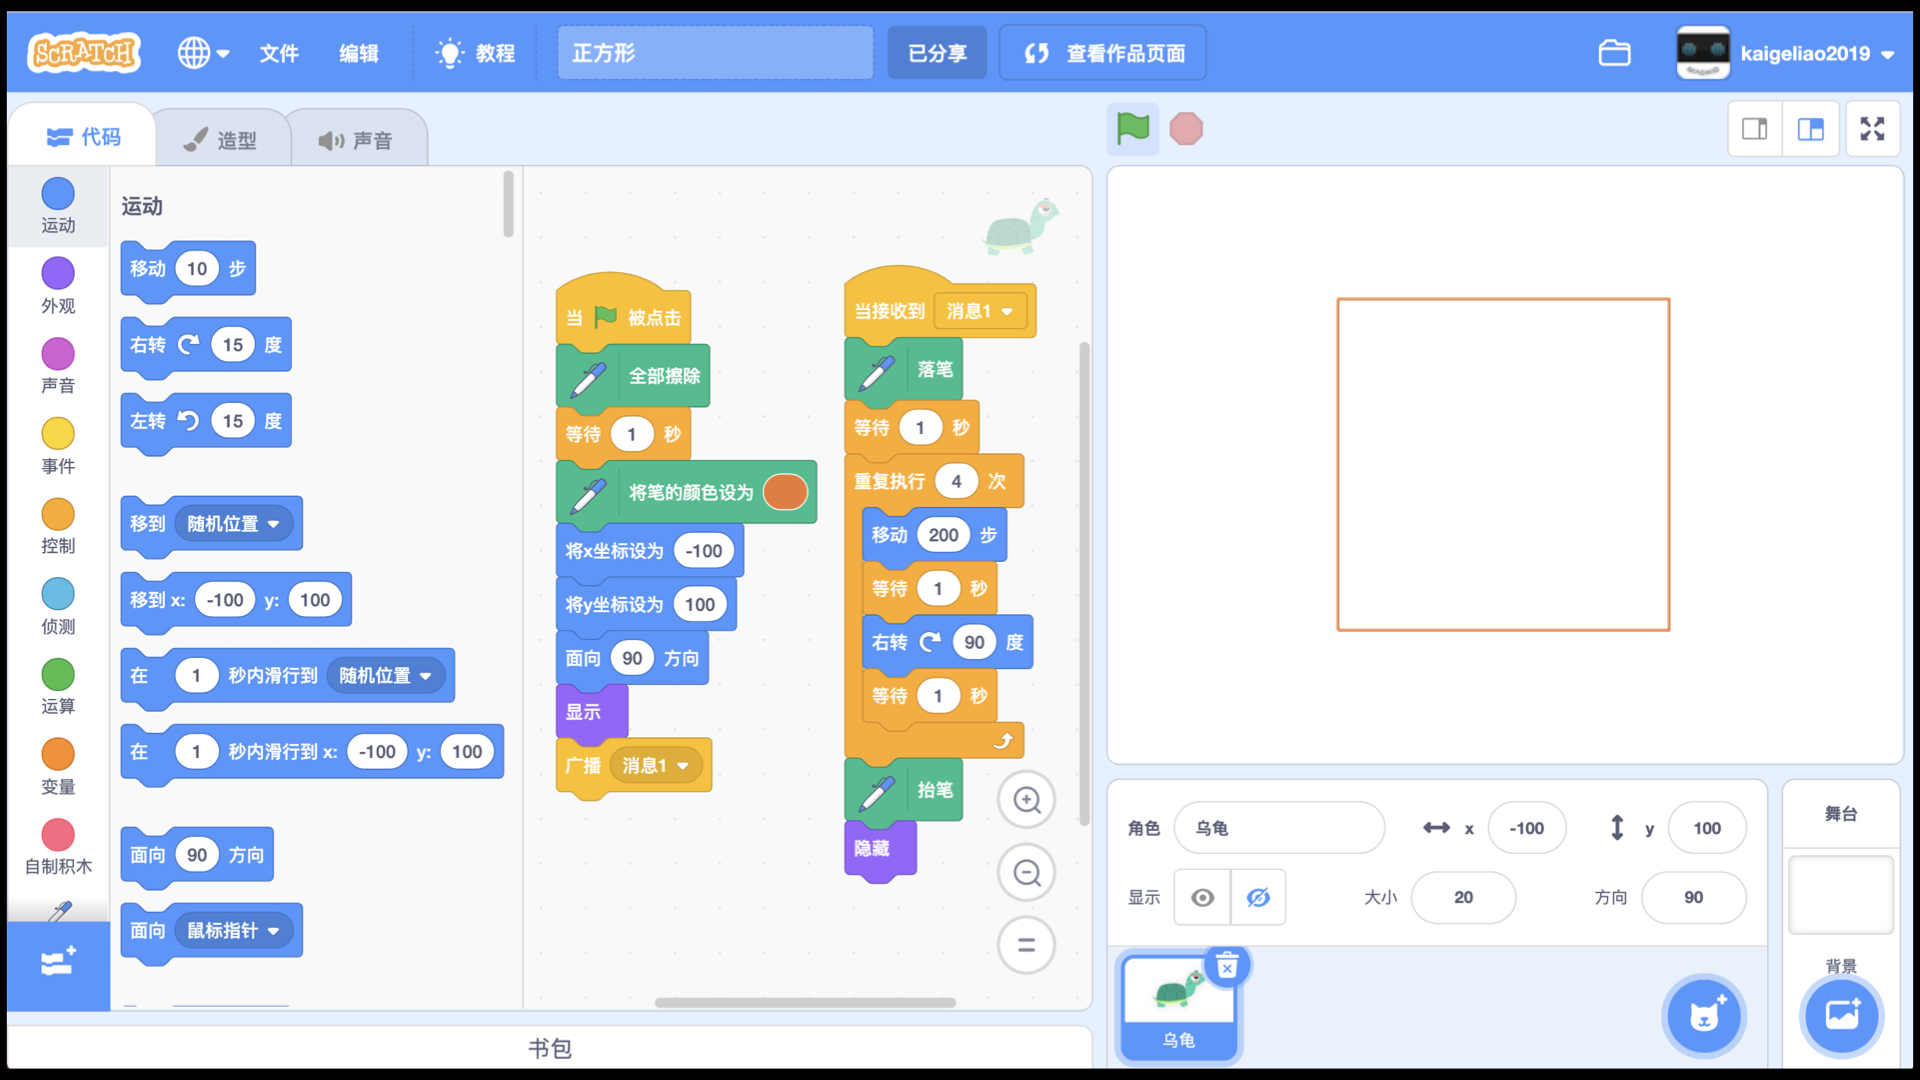 SCRATCH
文件
编辑
教程
正方形
已分享
查看作品页面
kaigeliao2019
代码
造型
声音
运动
外观
声音
事件
控制
侦测
运算
变量
自制积木
运动
移动 10 步
右转 15 度
左转 15 度
移到 随机位置
移到 x: -100 y: 100
在 1 秒内滑行到 随机位置
在 1 秒内滑行到 x: -100 y: 100
面向 90 方向
面向 鼠标指针
当 被点击
全部擦除
等待 1 秒
将笔的颜色设为
将x坐标设为 -100
将y坐标设为 100
面向 90 方向
显示
广播 消息1
当接收到 消息1
落笔
等待 1 秒
重复执行 4 次
移动 200 步
等待 1 秒
右转 90 度
等待 1 秒
抬笔
隐藏
书包
角色 乌龟 x -100 y 100
显示 大小 20 方向 90
乌龟
舞台
背景